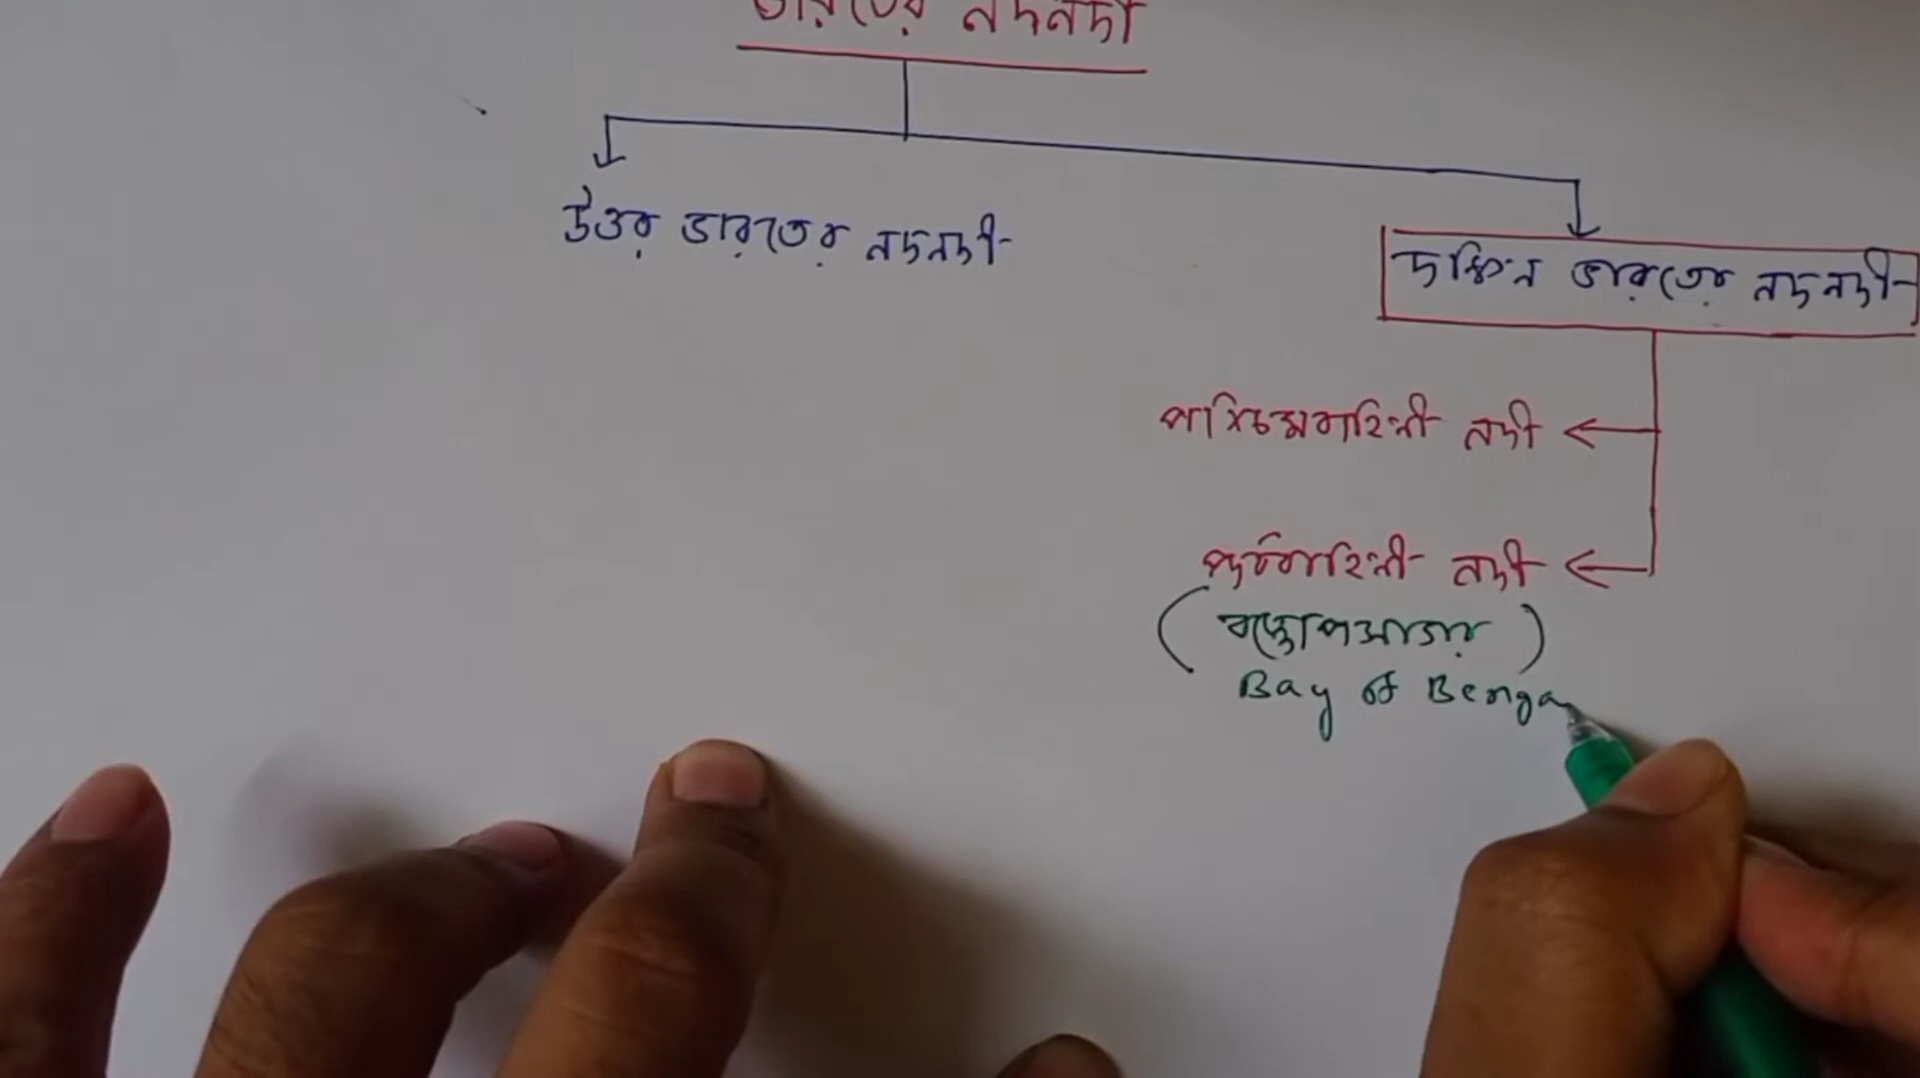 ভারতের নদনদী
উত্তর ভারতের নদনদী
দক্ষিন ভারতের নদনদী
পশ্চিমবাহিনী নদী
পূর্ববাহিনী নদী
(বঙ্গোপসাগর)
Bay of Benga